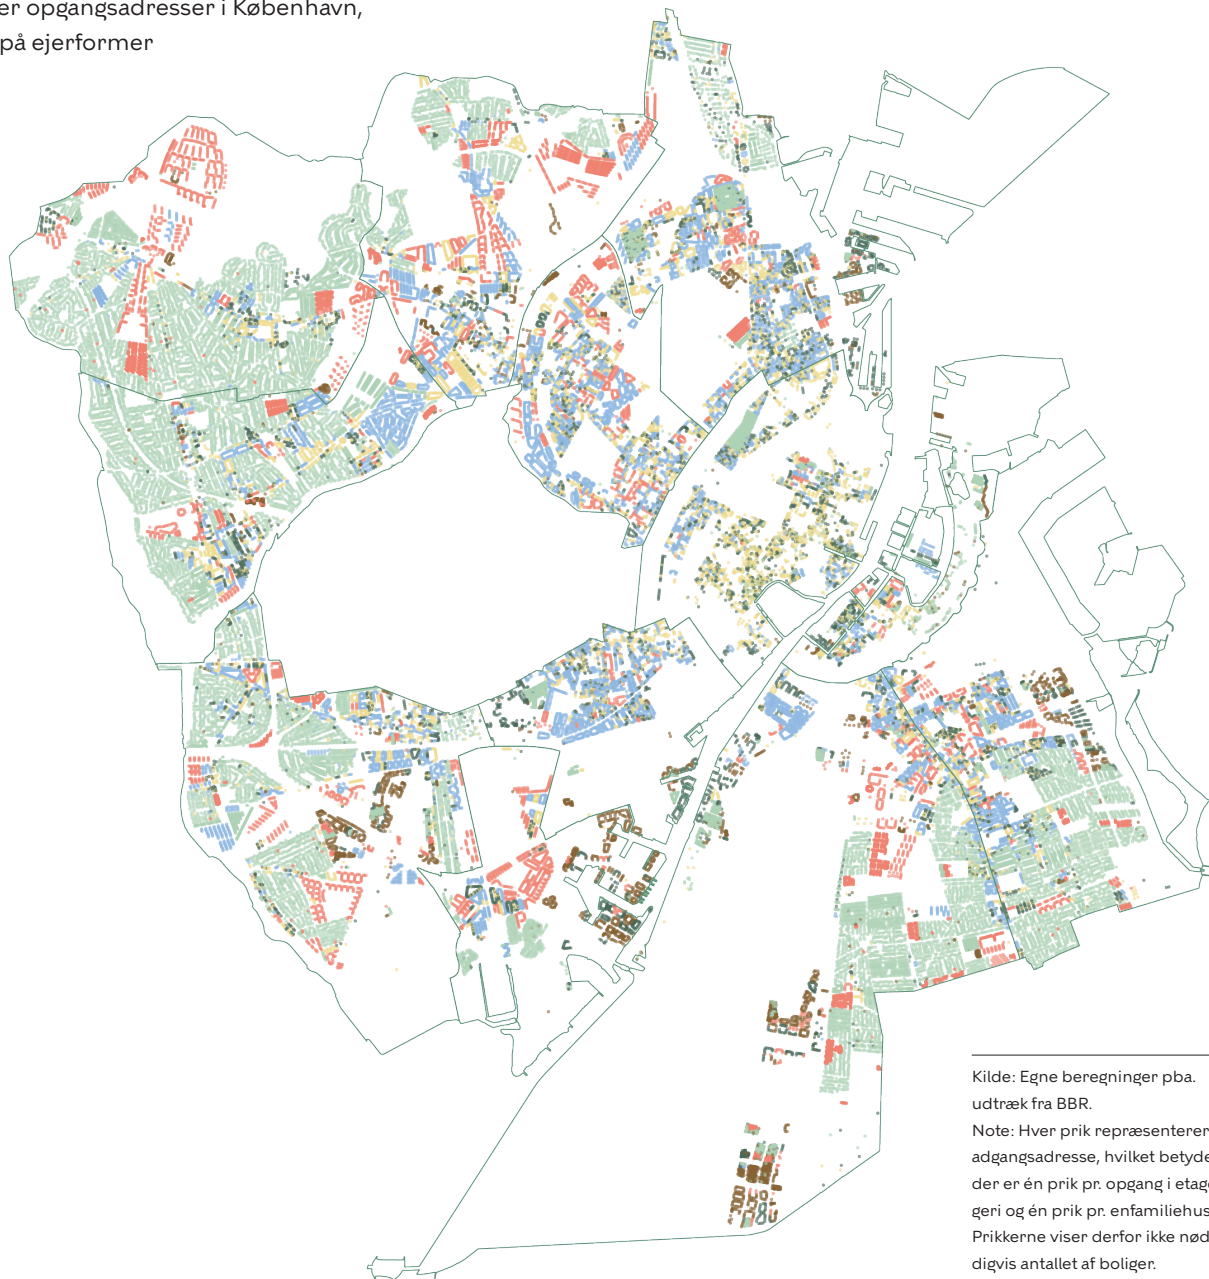 er opgangsadresser i København,
på ejerformer
Kilde: Egne beregninger pba.
udtræk fra BBR.
Note: Hver prik repræsenterer
adgangsadresse, hvilket betyde
der er én prik pr. opgang i etage
geri og én prik pr. enfamiliehus
Prikkerne viser derfor ikke nød
digvis antallet af boliger.